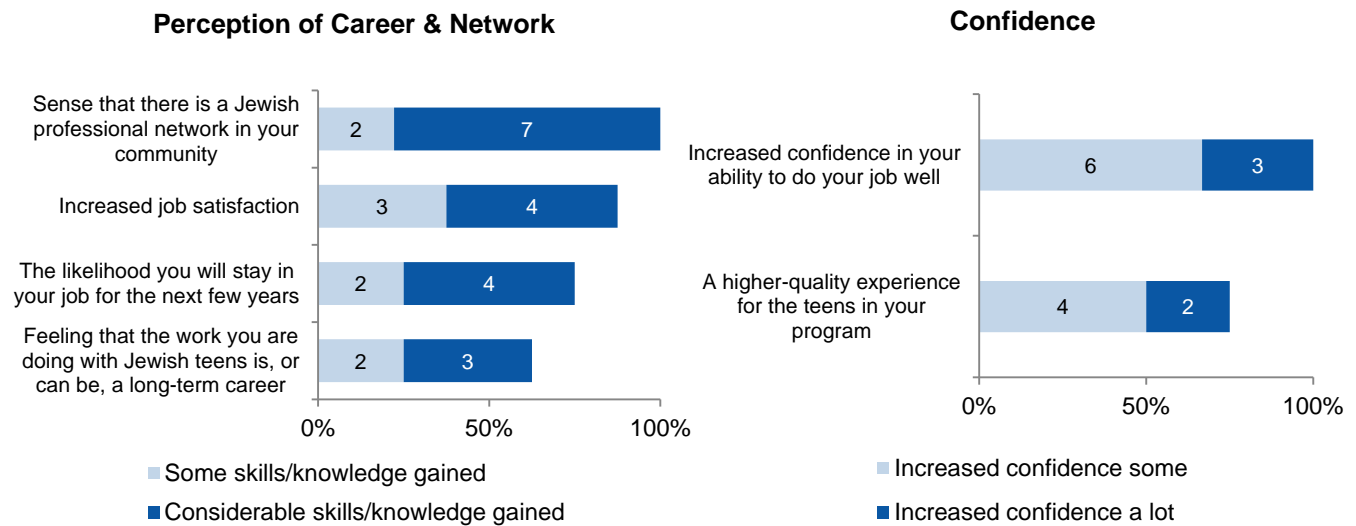 Perception of Career & Network
Sense that there is a Jewish
professional network in your
community
2
7
Increased job satisfaction
3
4
The likelihood you will stay in
your job for the next few years
2
4
Feeling that the work you are
doing with Jewish teens is, or
can be, a long-term career
2
3
0%
50%
100%
Some skills/knowledge gained
Considerable skills/knowledge gained
Confidence
Increased confidence in your
ability to do your job well
6
3
A higher-quality experience
for the teens in your
program
4
2
0%
50%
100%
Increased confidence some
Increased confidence a lot